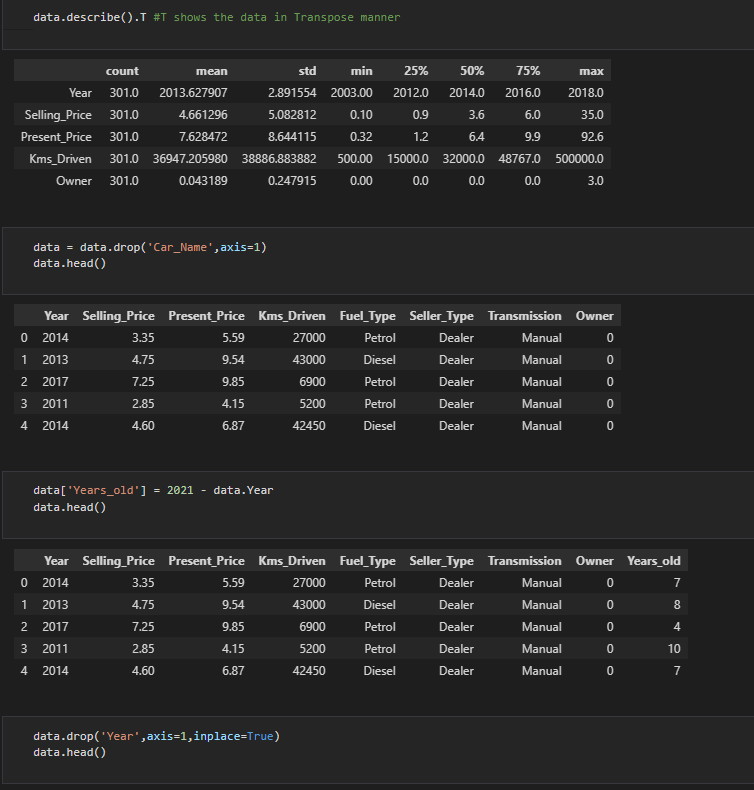 data.describe().T #T shows the data in Transpose manner
count mean std min 25% 50% 75% max
Year 301.0 2013.627907 2.891554 2003.00 2012.0 2014.0 2016.0 2018.0
Selling_Price 301.0 4.661296 5.082812 0.10 0.9 3.6 6.0 35.0
Present_Price 301.0 7.628472 8.644115 0.32 1.2 6.4 9.9 92.6
Kms_Driven 301.0 36947.205980 38886.883882 500.00 15000.0 32000.0 48767.0 500000.0
Owner 301.0 0.043189 0.247915 0.00 0.0 0.0 0.0 3.0
data = data.drop('Car_Name',axis=1)
data.head()
Year Selling_Price Present_Price Kms_Driven Fuel_Type Seller_Type Transmission Owner
0 2014 3.35 5.59 27000 Petrol Dealer Manual 0
1 2013 4.75 9.54 43000 Diesel Dealer Manual 0
2 2017 7.25 9.85 6900 Petrol Dealer Manual 0
3 2011 2.85 4.15 5200 Petrol Dealer Manual 0
4 2014 4.60 6.87 42450 Diesel Dealer Manual 0
data['Years_old'] = 2021 - data.Year
data.head()
Year Selling_Price Present_Price Kms_Driven Fuel_Type Seller_Type Transmission Owner Years_old
0 2014 3.35 5.59 27000 Petrol Dealer Manual 0 7
1 2013 4.75 9.54 43000 Diesel Dealer Manual 0 8
2 2017 7.25 9.85 6900 Petrol Dealer Manual 0 4
3 2011 2.85 4.15 5200 Petrol Dealer Manual 0 10
4 2014 4.60 6.87 42450 Diesel Dealer Manual 0 7
data.drop('Year',axis=1,inplace=True)
data.head()